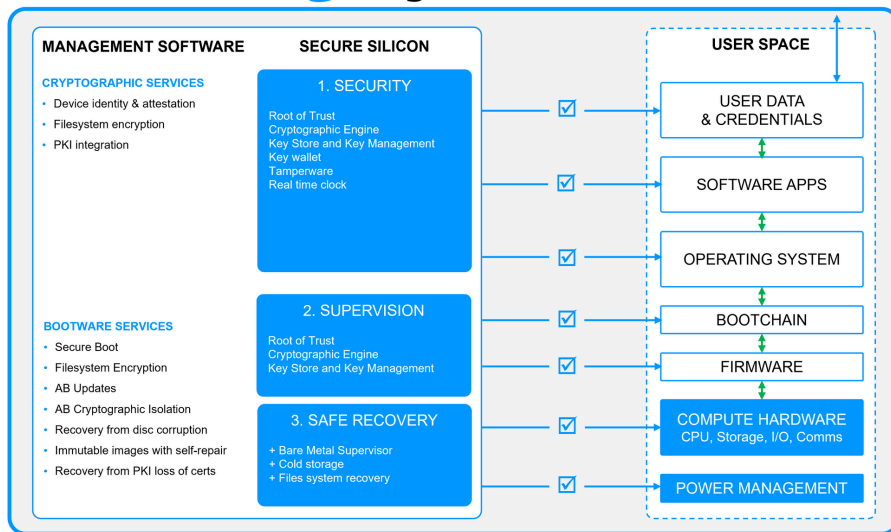 MANAGEMENT SOFTWARE
CRYPTOGRAPHIC SERVICES
• Device identity & attestation
• Filesystem encryption
• PKI integration
BOOTWARE SERVICES
• Secure Boot
• Filesystem Encryption
• AB Updates
• AB Cryptographic Isolation
• Recovery from disc corruption
• Immutable images with self-repair
• Recovery from PKI loss of certs
SECURE SILICON
1. SECURITY
Root of Trust
Cryptographic Engine
Key Store and Key Management
Key wallet
Tamperware
Real time clock
2. SUPERVISION
Root of Trust
Cryptographic Engine
Key Store and Key Management
3. SAFE RECOVERY
+ Bare Metal Supervisor
+ Cold storage
+ Files system recovery
USER SPACE
USER DATA
& CREDENTIALS
SOFTWARE APPS
OPERATING SYSTEM
BOOTCHAIN
FIRMWARE
COMPUTE HARDWARE
CPU, Storage, I/O, Comms
POWER MANAGEMENT